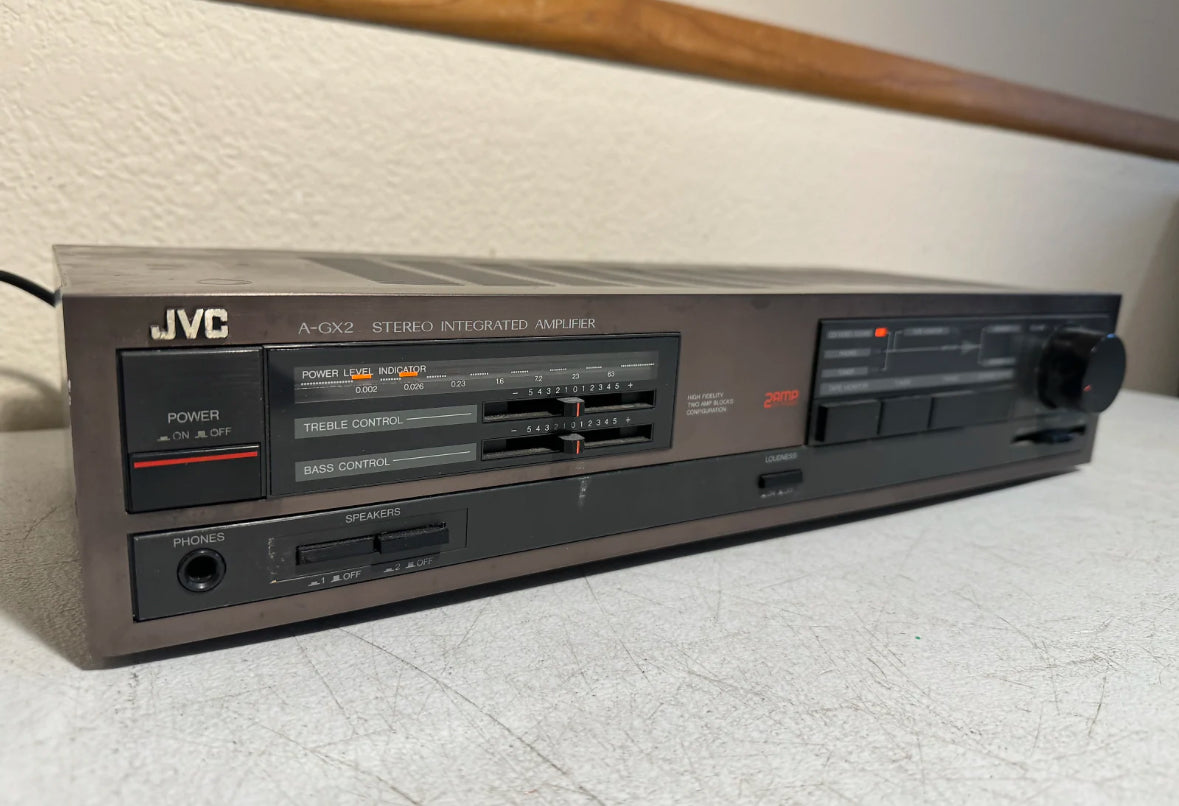 JVC
A-GX2 STEREO INTEGRATED AMPLIFIER
POWER
ON OFF
POWER LEVEL INDICATOR
0.002 0.026 0.23 1.6 7.2 23 63
TREBLE CONTROL
- 5 4 3 2 1 0 1 2 3 4 5 +
BASS CONTROL
- 5 4 3 2 1 0 1 2 3 4 5 +
HIGH FIDELITY
TWO AMP BLOCKS
CONFIGURATION
2AMP
TAPE MONITOR
LOUDNESS
PHONES
SPEAKERS
1 OFF 2 OFF